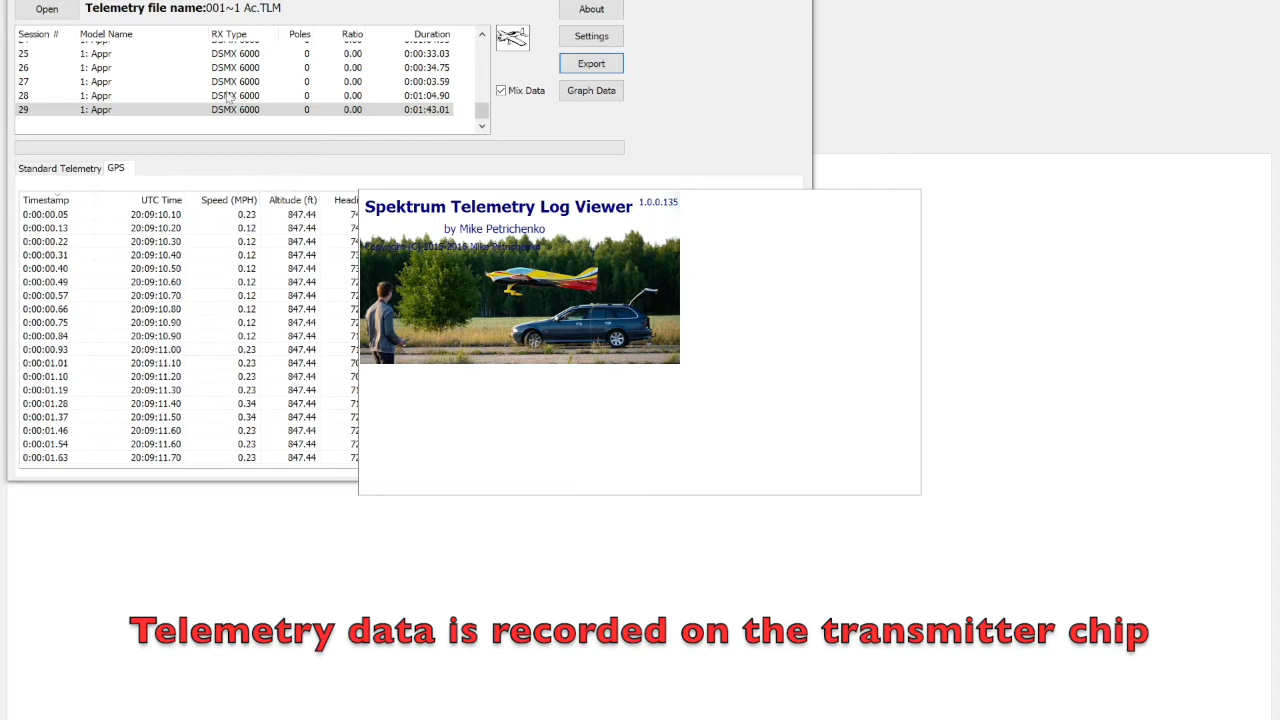 Open
Telemetry file name:001~1 Ac.TLM
About
Session # Model Name RX Type Poles Ratio Duration
25 1: Appr DSMX 6000 0 0.00 0:00:33.03
26 1: Appr DSMX 6000 0 0.00 0:00:34.75
27 1: Appr DSMX 6000 0 0.00 0:00:03.59
28 1: Appr DSMX 6000 0 0.00 0:01:04.90
29 1: Appr DSMX 6000 0 0.00 0:01:43.01
Settings
Export
Mix Data
Graph Data
Standard Telemetry GPS
Timestamp UTC Time Speed (MPH) Altitude (ft)
0:00:00.05 20:09:10.10 0.23 847.44
0:00:00.13 20:09:10.20 0.12 847.44
0:00:00.22 20:09:10.30 0.12 847.44
0:00:00.31 20:09:10.40 0.12 847.44
0:00:00.40 20:09:10.50 0.12 847.44
0:00:00.49 20:09:10.60 0.12 847.44
0:00:00.57 20:09:10.70 0.12 847.44
0:00:00.66 20:09:10.80 0.12 847.44
0:00:00.75 20:09:10.90 0.12 847.44
0:00:00.84 20:09:10.90 0.12 847.44
0:00:00.93 20:09:11.00 0.23 847.44
0:00:01.01 20:09:11.10 0.23 847.44
0:00:01.10 20:09:11.20 0.23 847.44
0:00:01.19 20:09:11.30 0.23 847.44
0:00:01.28 20:09:11.40 0.34 847.44
0:00:01.37 20:09:11.50 0.34 847.44
0:00:01.46 20:09:11.60 0.23 847.44
0:00:01.54 20:09:11.60 0.23 847.44
0:00:01.63 20:09:11.70 0.23 847.44
Spektrum Telemetry Log Viewer 1.0.0.135
by Mike Petrichenko
Copyright (C) 2015-2016 Mike Petrichenko
Telemetry data is recorded on the transmitter chip